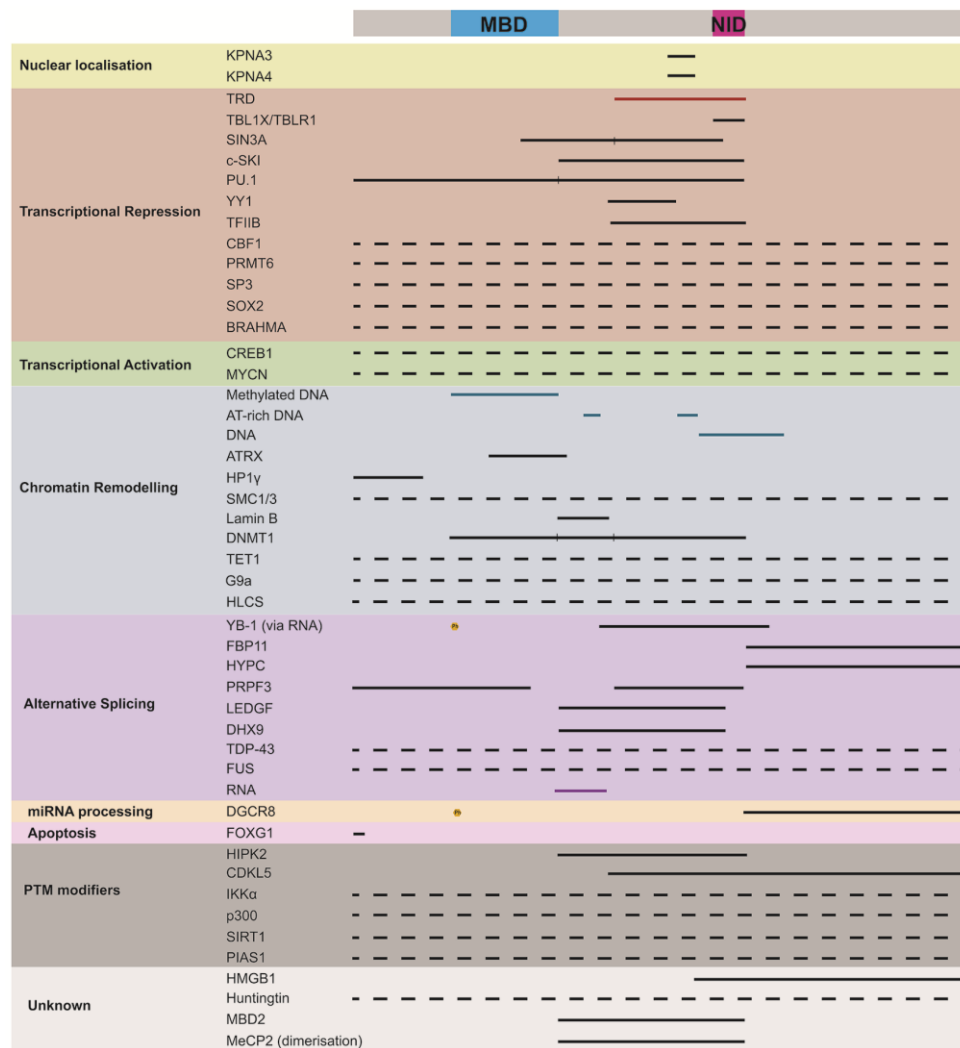 MBD NID
Nuclear localisation
KPNA3
KPNA4
Transcriptional Repression
TRD
TBL1X/TBLR1
SIN3A
c-SKI
PU.1
YY1
TFIIB
CBF1
PRMT6
SP3
SOX2
BRAHMA
Transcriptional Activation
CREB1
MYCN
Chromatin Remodelling
Methylated DNA
AT-rich DNA
DNA
ATRX
HP1γ
SMC1/3
Lamin B
DNMT1
TET1
G9a
HLCS
Alternative Splicing
YB-1 (via RNA)
FBP11
HYPC
PRPF3
LEDGF
DHX9
TDP-43
FUS
RNA
miRNA processing
DGCR8
Apoptosis
FOXG1
PTM modifiers
HIPK2
CDKL5
IKKα
p300
SIRT1
PIAS1
Unknown
HMGB1
Huntingtin
MBD2
MeCP2 (dimerisation)